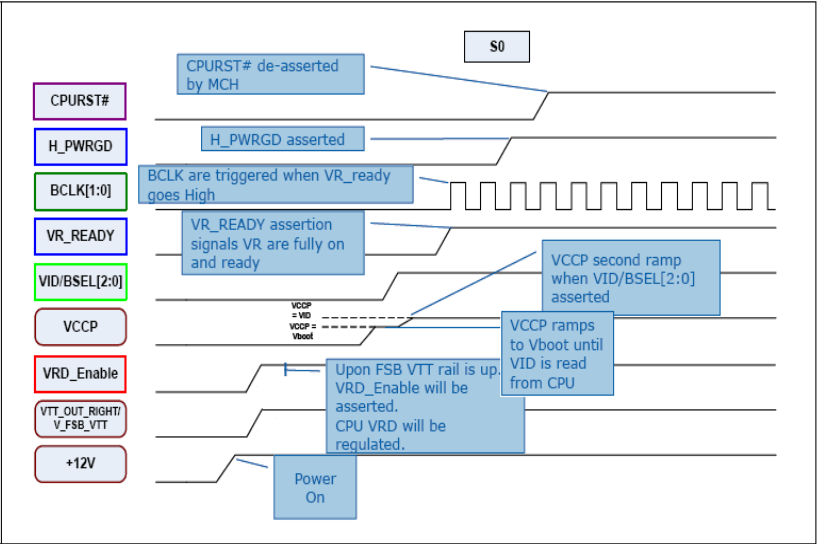 S0
CPURST# de-asserted
by MCH
CPURST#
H_PWRGD
H_PWRGD asserted
BCLK are triggered when VR_ready
goes High
BCLK[1:0]
VR_READY
VR_READY assertion
signals VR are fully on
and ready
VCCP second ramp
when VID/BSEL[2:0]
asserted
VID/BSEL[2:0]
VCCP
= VID
VCCP =
Vboot
VCCP
VCCP ramps
to Vboot until
VID is read
from CPU
VRD_Enable
Upon FSB VTT rail is up.
VRD_Enable will be
asserted.
CPU VRD will be
regulated.
VTT_OUT_RIGHT/
V_FSB_VTT
+12V
Power
On